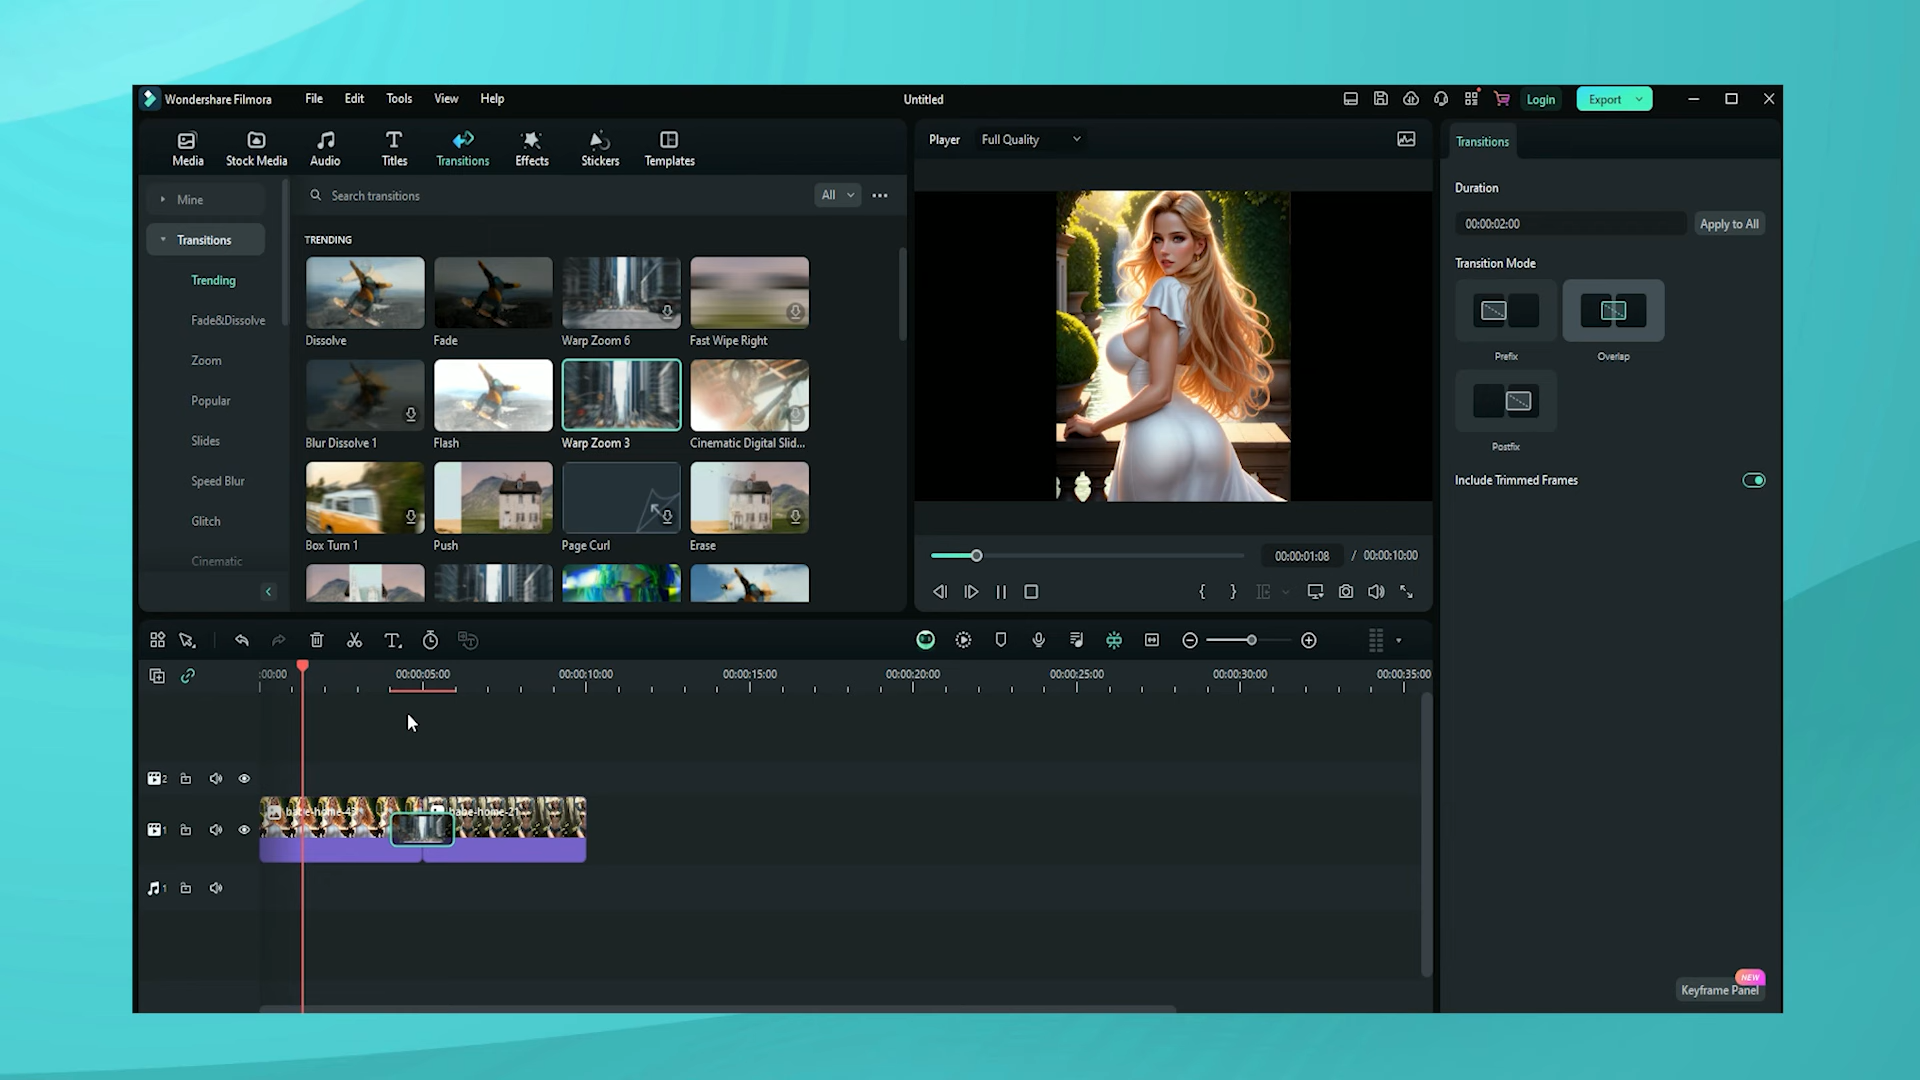 Wondershare Filmora File Edit Tools View Help Untitled Login Export
Media Stock Media Audio Titles Transitions Effects Stickers Templates
Mine
Transitions
Trending
Fade&Dissolve
Zoom
Popular
Slides
Speed Blur
Glitch
Cinematic
Search transitions All
TRENDING
Dissolve Fade Warp Zoom 6 Fast Wipe Right
Blur Dissolve 1 Flash Warp Zoom 3 Cinematic Digital Slid...
Box Turn 1 Push Page Curl Erase
Player Full Quality
00:00:01:08 / 00:00:10:00
Transitions
Duration
00:00:02:00 Apply to All
Transition Mode
Prefix Overlap
Postfix
Include Trimmed Frames
NEW
Keyframe Panel
:00:00 00:00:05:00 00:00:10:00 00:00:15:00 00:00:20:00 00:00:25:00 00:00:30:00 00:00:35:00
2
1
babe-home-21
1